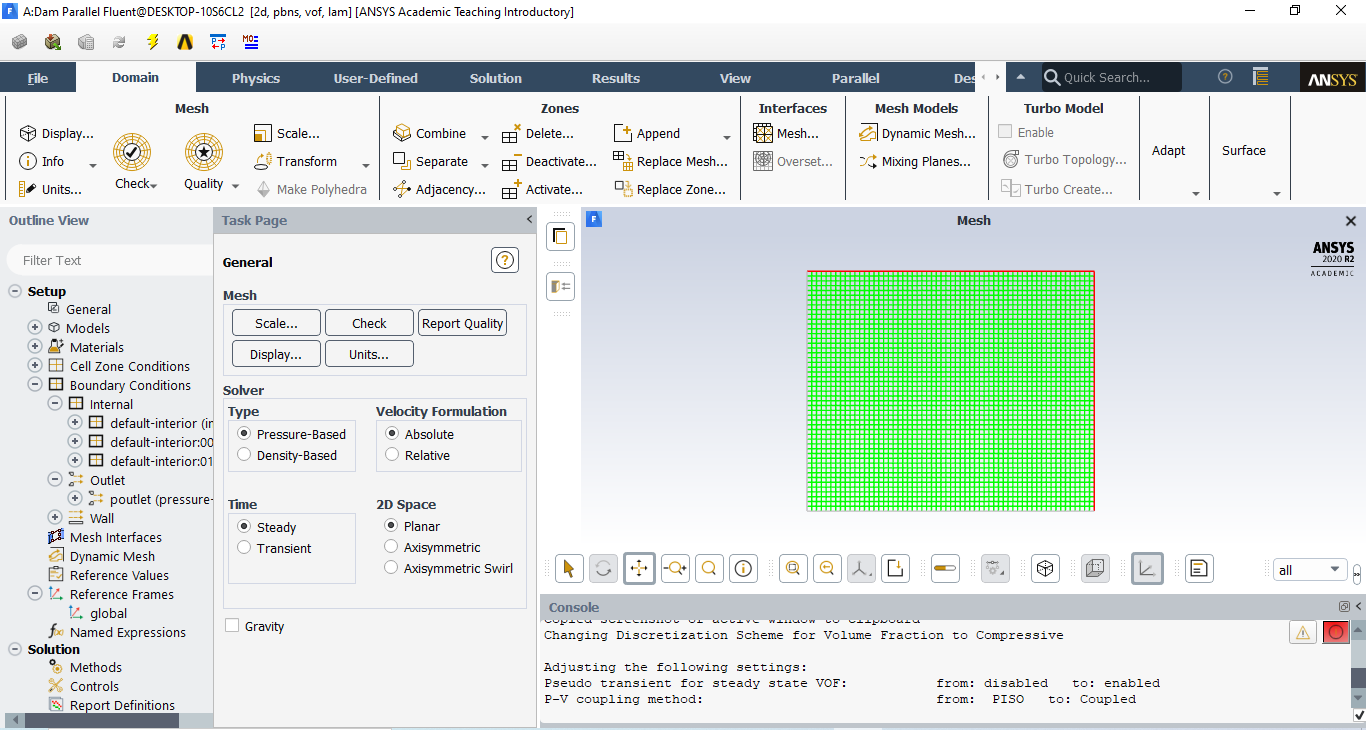 A:Dam Parallel Fluent@DESKTOP-10S6CL2 [2d, pbns, vof, lam] [ANSYS Academic Teaching Introductory]
File Domain Physics User-Defined Solution Results View Parallel Des Quick Search... ANSYS
Mesh
Display...
Info
Units...
Check
Quality
Scale...
Transform
Make Polyhedra
Zones
Combine
Separate
Adjacency...
Delete...
Deactivate...
Activate...
Append
Replace Mesh...
Replace Zone...
Interfaces
Mesh...
Overset...
Mesh Models
Dynamic Mesh...
Mixing Planes...
Turbo Model
Enable
Turbo Topology...
Turbo Create...
Adapt
Surface
Outline View
Filter Text
Setup
General
Models
Materials
Cell Zone Conditions
Boundary Conditions
Internal
default-interior (in
default-interior:00
default-interior:01
Outlet
poutlet (pressure-
Wall
Mesh Interfaces
Dynamic Mesh
Reference Values
Reference Frames
global
Named Expressions
Solution
Methods
Controls
Report Definitions
Task Page
General
Mesh
Scale... Check Report Quality
Display... Units...
Solver
Type
Pressure-Based
Density-Based
Velocity Formulation
Absolute
Relative
Time
Steady
Transient
2D Space
Planar
Axisymmetric
Axisymmetric Swirl
Gravity
Mesh
ANSYS
2020 R2
ACADEMIC
all
Console
Copied screenshot of active window to clipboard
Changing Discretization Scheme for Volume Fraction to Compressive
Adjusting the following settings:
Pseudo transient for steady state VOF: from: disabled to: enabled
P-V coupling method: from: PISO to: Coupled